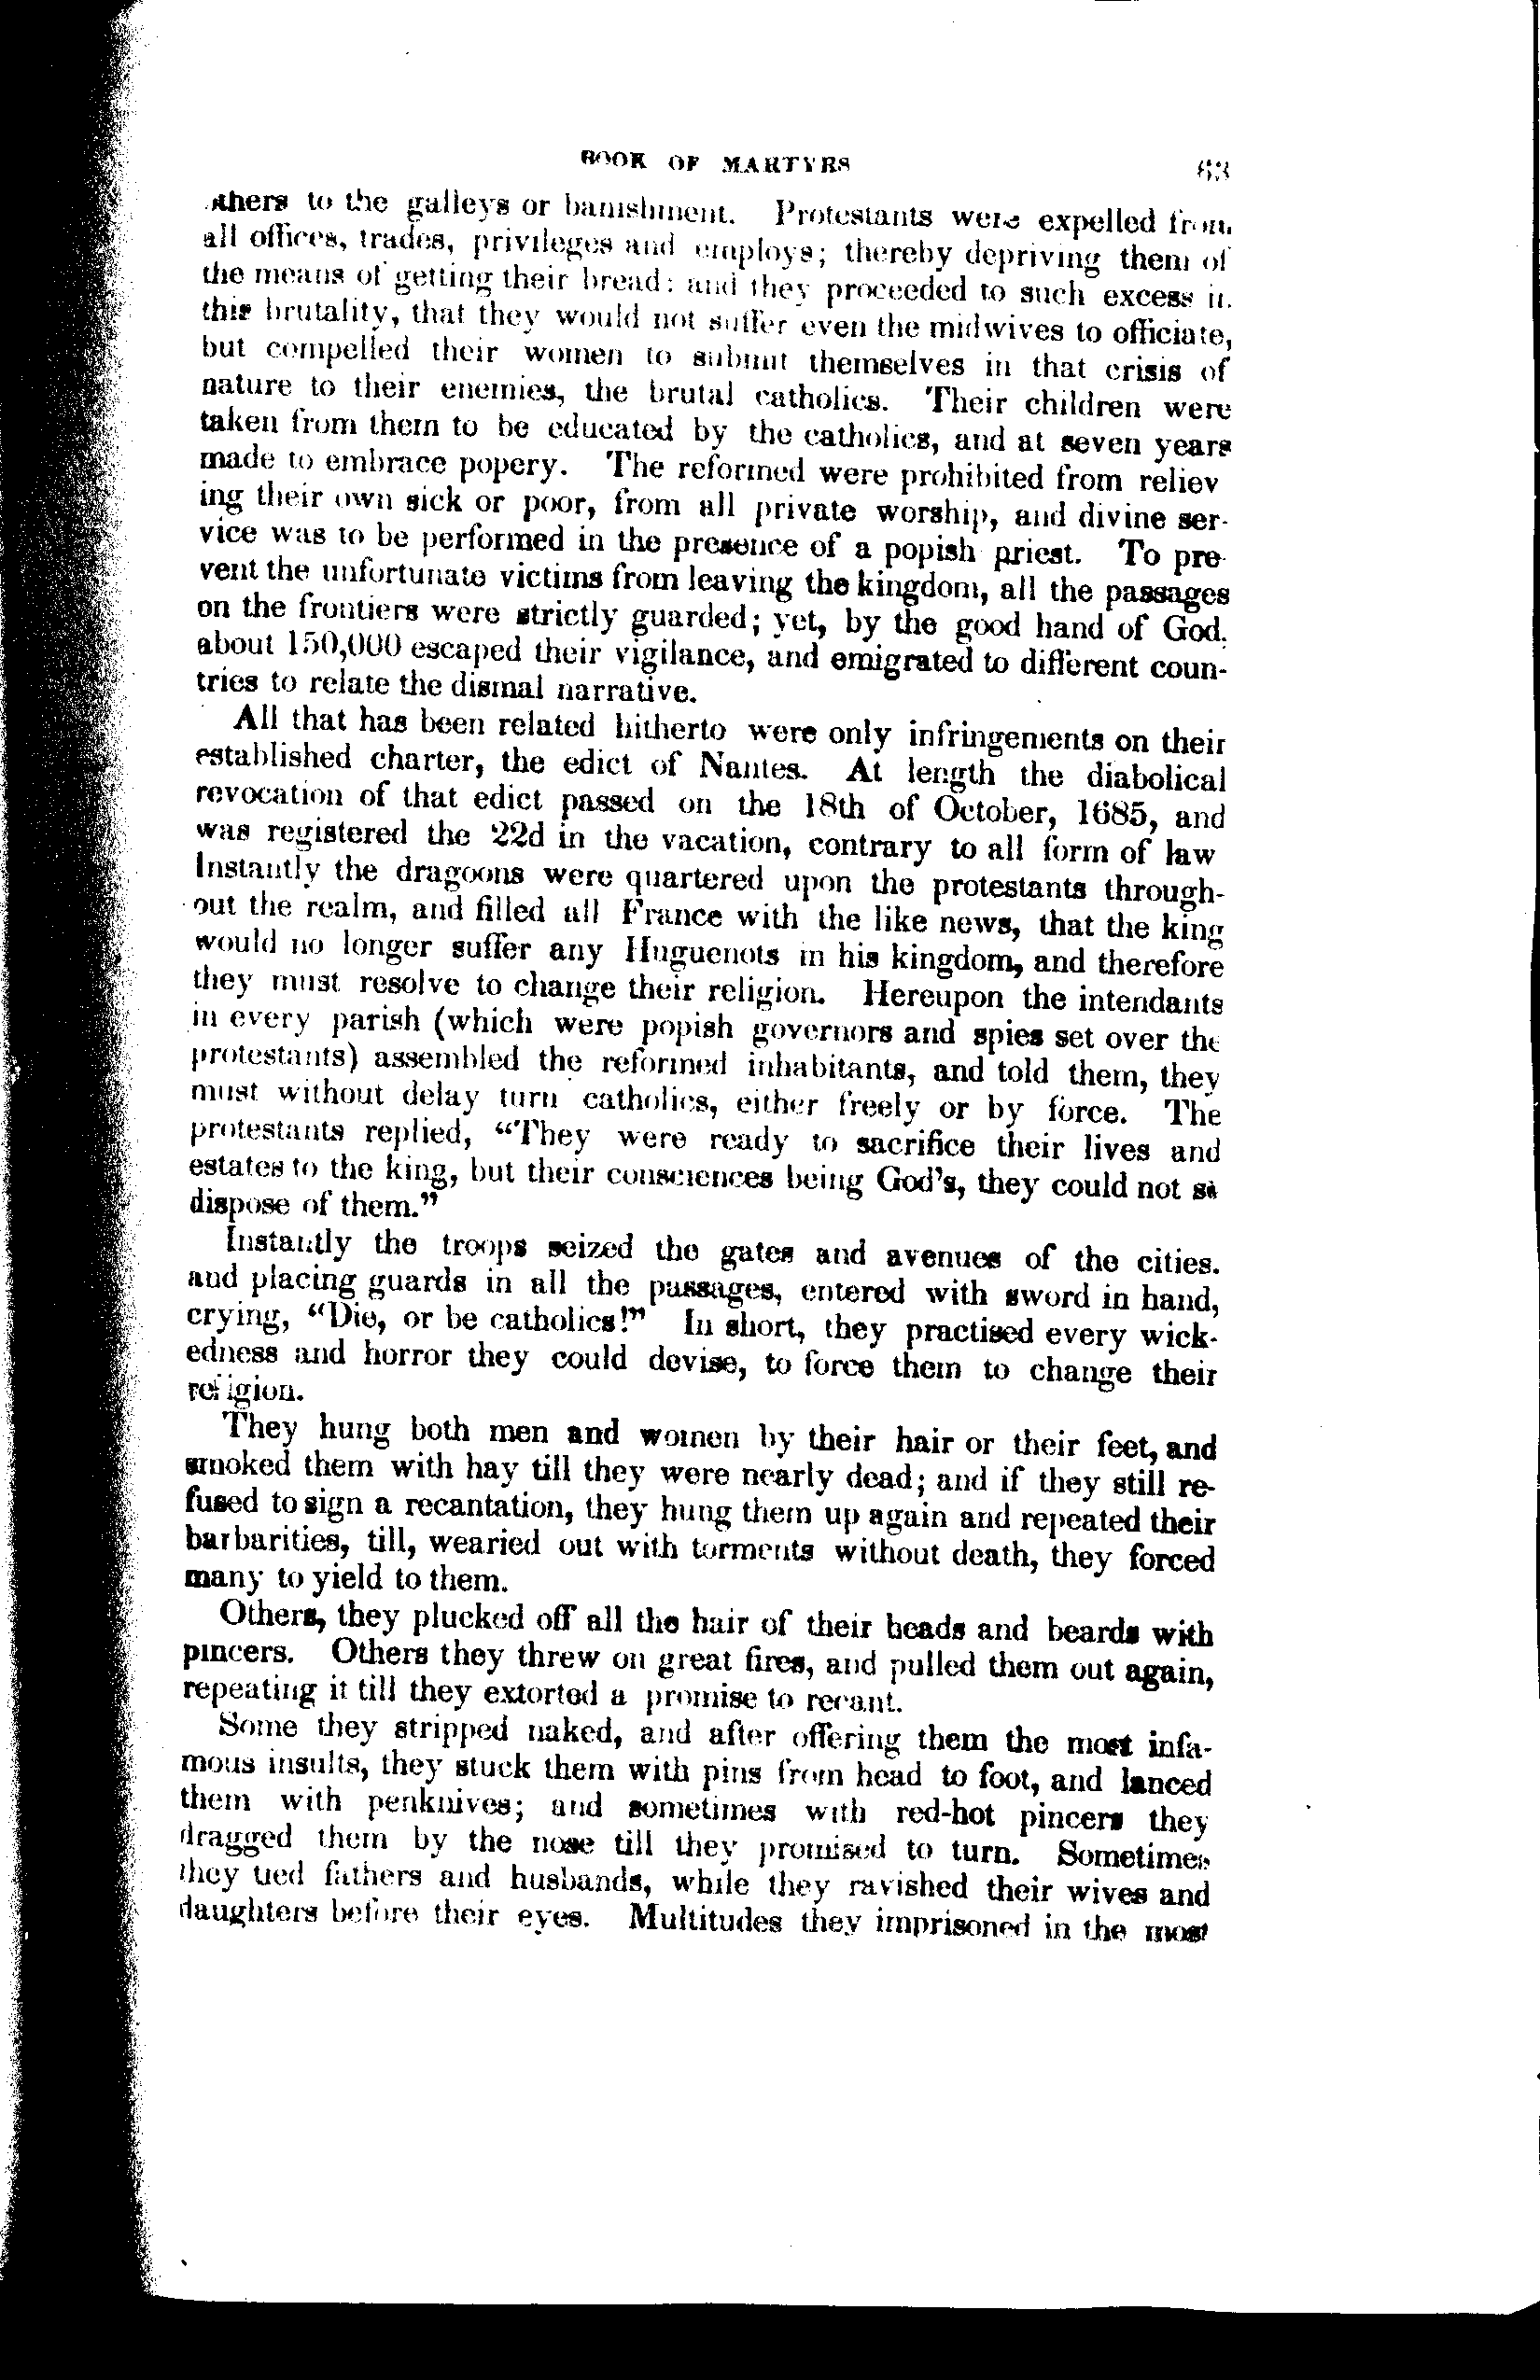 BOOK OF MARTYRS 63
others to the galleys or banishment. Protestants were expelled from
all offices, trades, privileges and employs; thereby depriving them of
the means of getting their bread: and they proceeded to such excess in
this brutality, that they would not suffer even the midwives to officiate,
but compelled their women to submit themselves in that crisis of
nature to their enemies, the brutal catholics. Their children were
taken from them to be educated by the catholics, and at seven years
made to embrace popery. The reformed were prohibited from reliev
ing their own sick or poor, from all private worship, and divine ser-
vice was to be performed in the presence of a popish priest. To pre
vent the unfortunate victims from leaving the kingdom, all the passages
on the frontiers were strictly guarded; yet, by the good hand of God,
about 150,000 escaped their vigilance, and emigrated to different coun-
tries to relate the dismal narrative.
All that has been related hitherto were only infringements on their
established charter, the edict of Nantes. At length the diabolical
revocation of that edict passed on the 18th of October, 1685, and
was registered the 22d in the vacation, contrary to all form of law
Instantly the dragoons were quartered upon the protestants through-
out the realm, and filled all France with the like news, that the king
would no longer suffer any Huguenots in his kingdom, and therefore
they must resolve to change their religion. Hereupon the intendants
in every parish (which were popish governors and spies set over the
protestants) assembled the reformed inhabitants, and told them, they
must without delay turn catholics, either freely or by force. The
protestants replied, "They were ready to sacrifice their lives and
estates to the king, but their consciences being God's, they could not so
dispose of them."
Instantly the troops seized the gates and avenues of the cities.
and placing guards in all the passages, entered with sword in hand,
crying, "Die, or be catholics!" In short, they practised every wick-
edness and horror they could devise, to force them to change their
religion.
They hung both men and women by their hair or their feet, and
smoked them with hay till they were nearly dead; and if they still re-
fused to sign a recantation, they hung them up again and repeated their
barbarities, till, wearied out with torments without death, they forced
many to yield to them.
Others, they plucked off all the hair of their heads and beards with
pincers. Others they threw on great fires, and pulled them out again,
repeating it till they extorted a promise to recant.
Some they stripped naked, and after offering them the most infa-
mous insults, they stuck them with pins from head to foot, and lanced
them with penknives; and sometimes with red-hot pincers they
dragged them by the nose till they promised to turn. Sometimes
they tied fathers and husbands, while they ravished their wives and
daughters before their eyes. Multitudes they imprisoned in the most